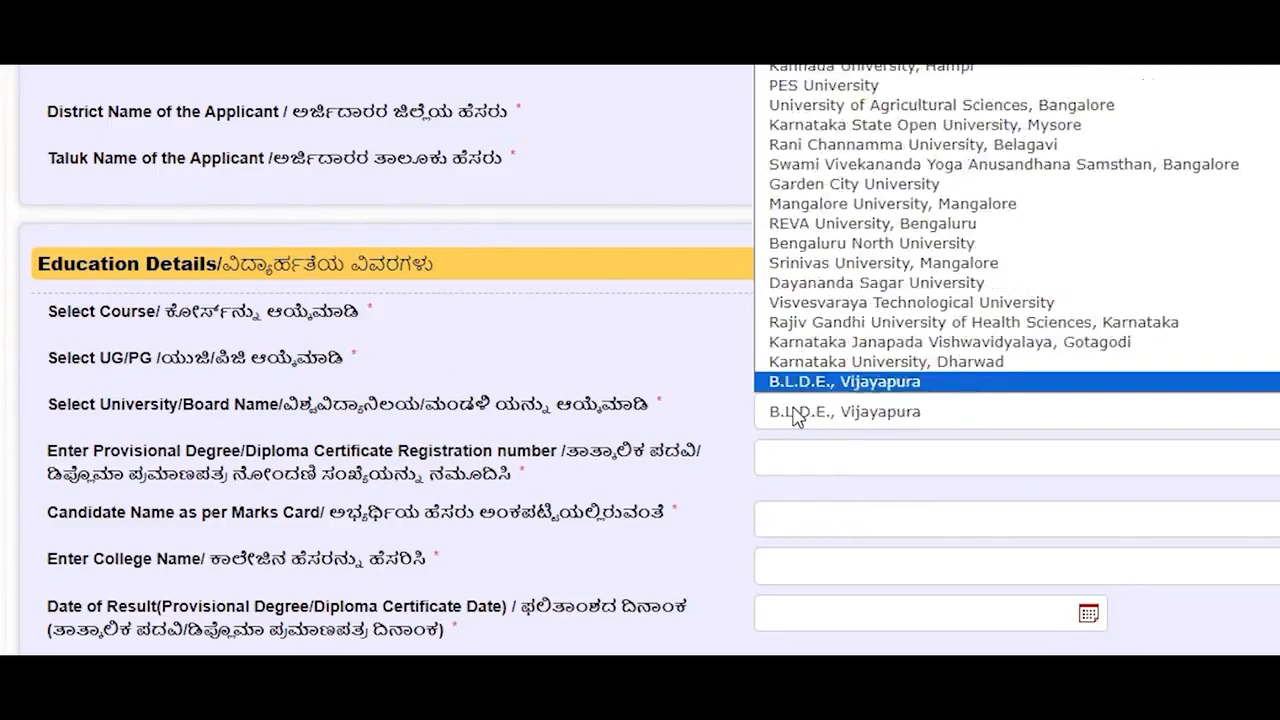 Kannada University, Hampi
PES University
University of Agricultural Sciences, Bangalore
Karnataka State Open University, Mysore
Rani Channamma University, Belagavi
Swami Vivekananda Yoga Anusandhana Samsthan, Bangalore
Garden City University
Mangalore University, Mangalore
REVA University, Bengaluru
Bengaluru North University
Srinivas University, Mangalore
Dayananda Sagar University
Visvesvaraya Technological University
Rajiv Gandhi University of Health Sciences, Karnataka
Karnataka Janapada Vishwavidyalaya, Gotagodi
Karnataka University, Dharwad
B.L.D.E., Vijayapura
B.L.D.E., Vijayapura
District Name of the Applicant / ಅರ್ಜಿದಾರರ ಜಿಲ್ಲೆಯ ಹೆಸರು *
Taluk Name of the Applicant /ಅರ್ಜಿದಾರರ ತಾಲೂಕು ಹೆಸರು *
Education Details/ವಿದ್ಯಾರ್ಹತೆಯ ವಿವರಗಳು
Select Course/ ಕೋರ್ಸ್‌ನ್ನು ಆಯ್ಕೆಮಾಡಿ *
Select UG/PG /ಯುಜಿ/ಪಿಜಿ ಆಯ್ಕೆಮಾಡಿ *
Select University/Board Name/ವಿಶ್ವವಿದ್ಯಾನಿಲಯ/ಮಂಡಳಿ ಯನ್ನು ಆಯ್ಕೆಮಾಡಿ *
Enter Provisional Degree/Diploma Certificate Registration number /ತಾತ್ಕಾಲಿಕ ಪದವಿ/
ಡಿಪ್ಲೊಮಾ ಪ್ರಮಾಣಪತ್ರ ನೋಂದಣಿ ಸಂಖ್ಯೆಯನ್ನು ನಮೂದಿಸಿ *
Candidate Name as per Marks Card/ ಅಭ್ಯರ್ಥಿಯ ಹೆಸರು ಅಂಕಪಟ್ಟಿಯಲ್ಲಿರುವಂತೆ *
Enter College Name/ ಕಾಲೇಜಿನ ಹೆಸರನ್ನು ಹೆಸರಿಸಿ *
Date of Result(Provisional Degree/Diploma Certificate Date) / ಫಲಿತಾಂಶದ ದಿನಾಂಕ
(ತಾತ್ಕಾಲಿಕ ಪದವಿ/ಡಿಪ್ಲೊಮಾ ಪ್ರಮಾಣಪತ್ರ ದಿನಾಂಕ) *